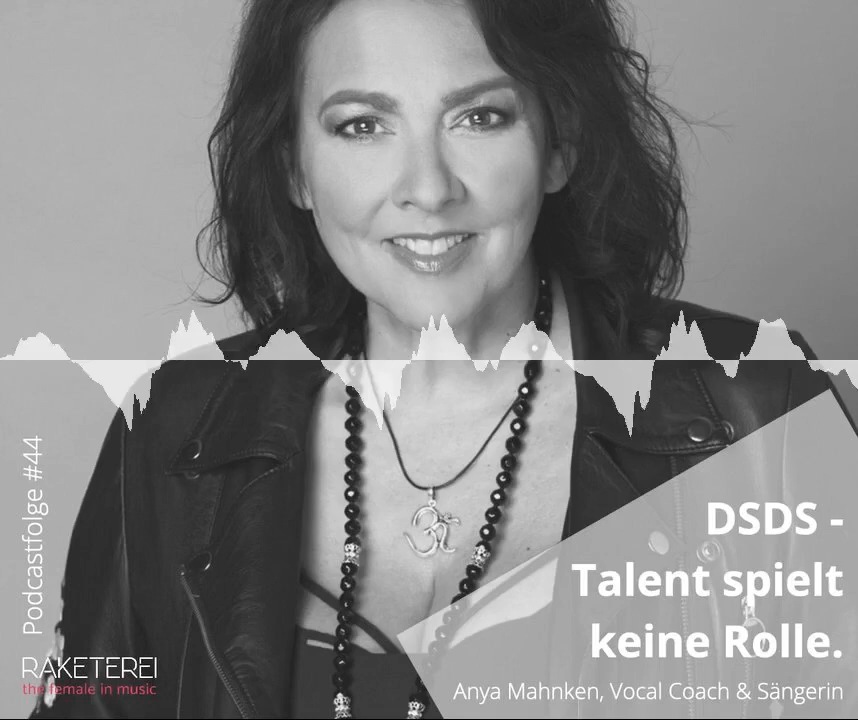 Podcastfolge #44
RAKETEREI
the female in music
DSDS -
Talent spielt
keine Rolle.
Anya Mahnken, Vocal Coach & Sängerin